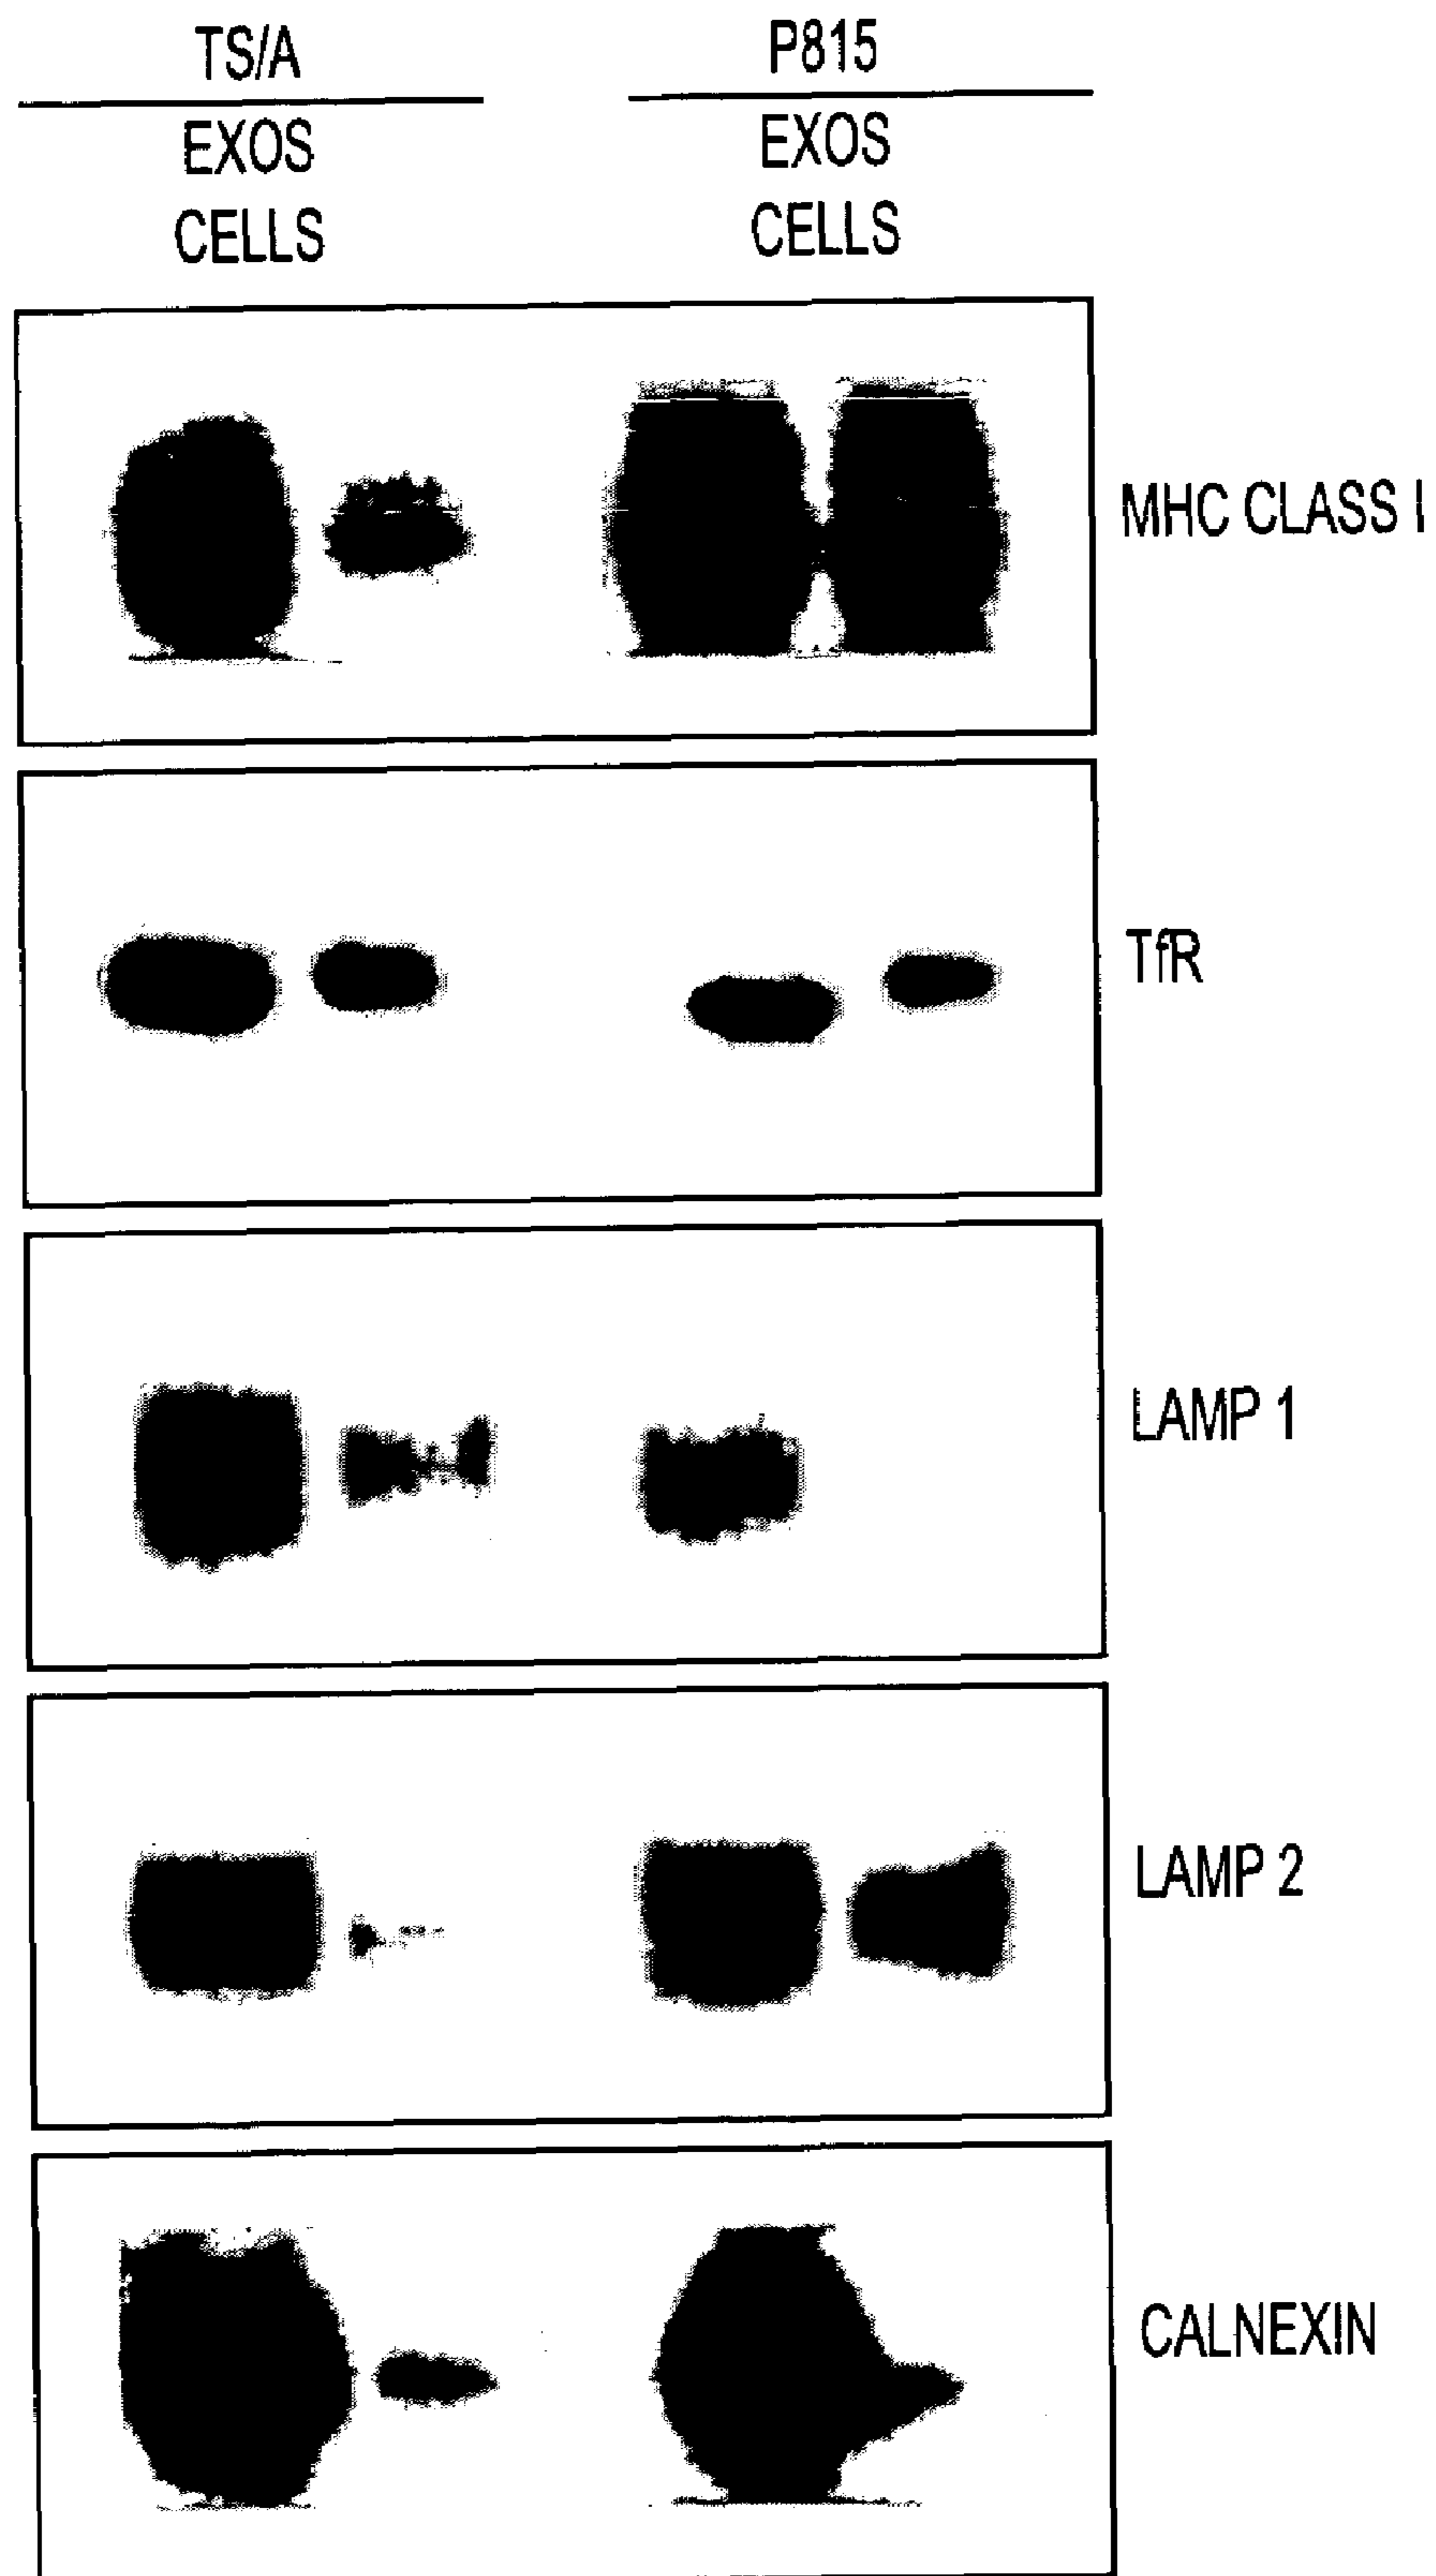 TS/A P815
EXOS EXOS
CELLS CELLS
MHC CLASS I
TfR
LAMP 1
LAMP 2
CALNEXIN